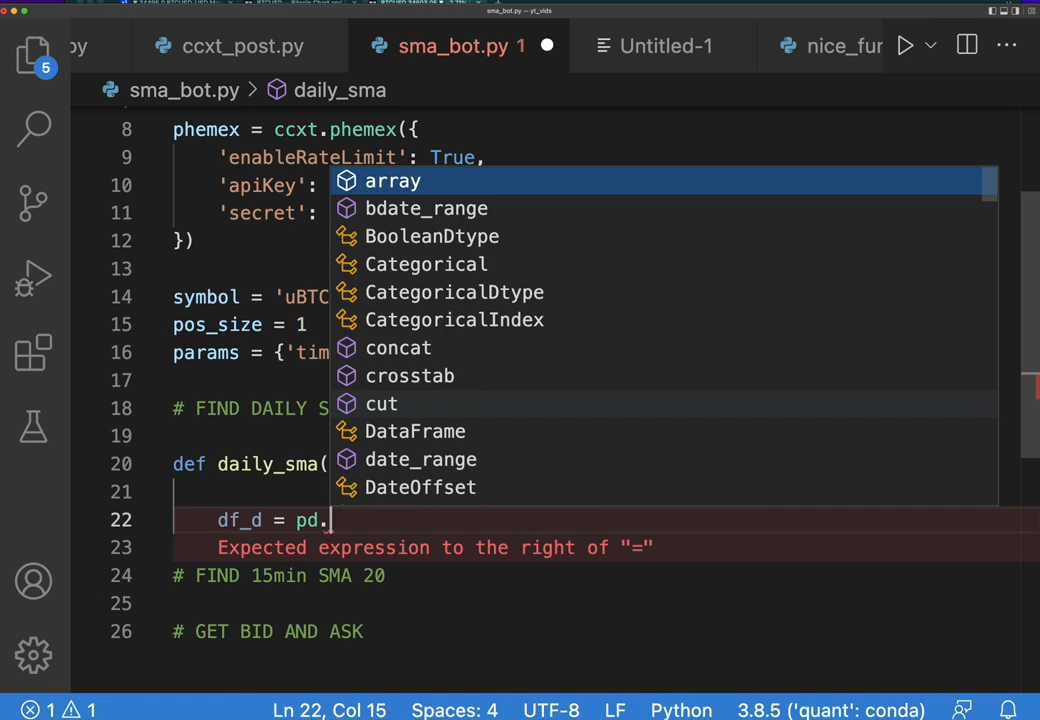 sma_bot.py — yt_vids
py
ccxt_post.py
sma_bot.py 1
Untitled-1
nice_fur
sma_bot.py > daily_sma
5
8 phemex = ccxt.phemex({
9 'enableRateLimit': True,
10 'apiKey':
11 'secret':
12 })
13
14 symbol = 'uBTC
15 pos_size = 1
16 params = {'tim
17
18 # FIND DAILY S
19
20 def daily_sma(
21
22 df_d = pd.
23 Expected expression to the right of "="
24 # FIND 15min SMA 20
25
26 # GET BID AND ASK
array
bdate_range
BooleanDtype
Categorical
CategoricalDtype
CategoricalIndex
concat
crosstab
cut
DataFrame
date_range
DateOffset
1 1 Ln 22, Col 15 Spaces: 4 UTF-8 LF Python 3.8.5 ('quant': conda)